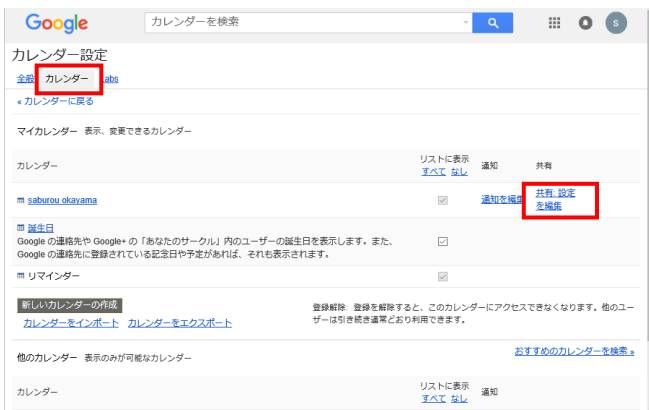 Google カレンダーを検索 S
カレンダー設定
全般 カレンダー Labs
« カレンダーに戻る
マイカレンダー 表示、変更できるカレンダー
カレンダー リストに表示 通知 共有
すべて なし
saburou okayama 通知を編集 共有: 設定
を編集
誕生日
Google の連絡先や Google+ の「あなたのサークル」内のユーザーの誕生日を表示します。また、
Google の連絡先に登録されている記念日や予定があれば、それも表示されます。
リマインダー
新しいカレンダーの作成
カレンダーをインポート カレンダーをエクスポート
登録解除: 登録を解除すると、このカレンダーにアクセスできなくなります。他のユー
ザーは引き続き通常どおり利用できます。
他のカレンダー 表示のみが可能なカレンダー おすすめのカレンダーを検索 »
カレンダー リストに表示 通知
すべて なし